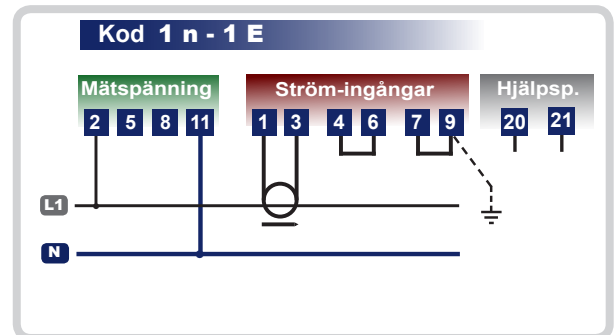 Kod 1 n - 1 E
Mätspänning Ström-ingångar Hjälpsp.
2 5 8 11 1 3 4 6 7 9 20 21
L1
N